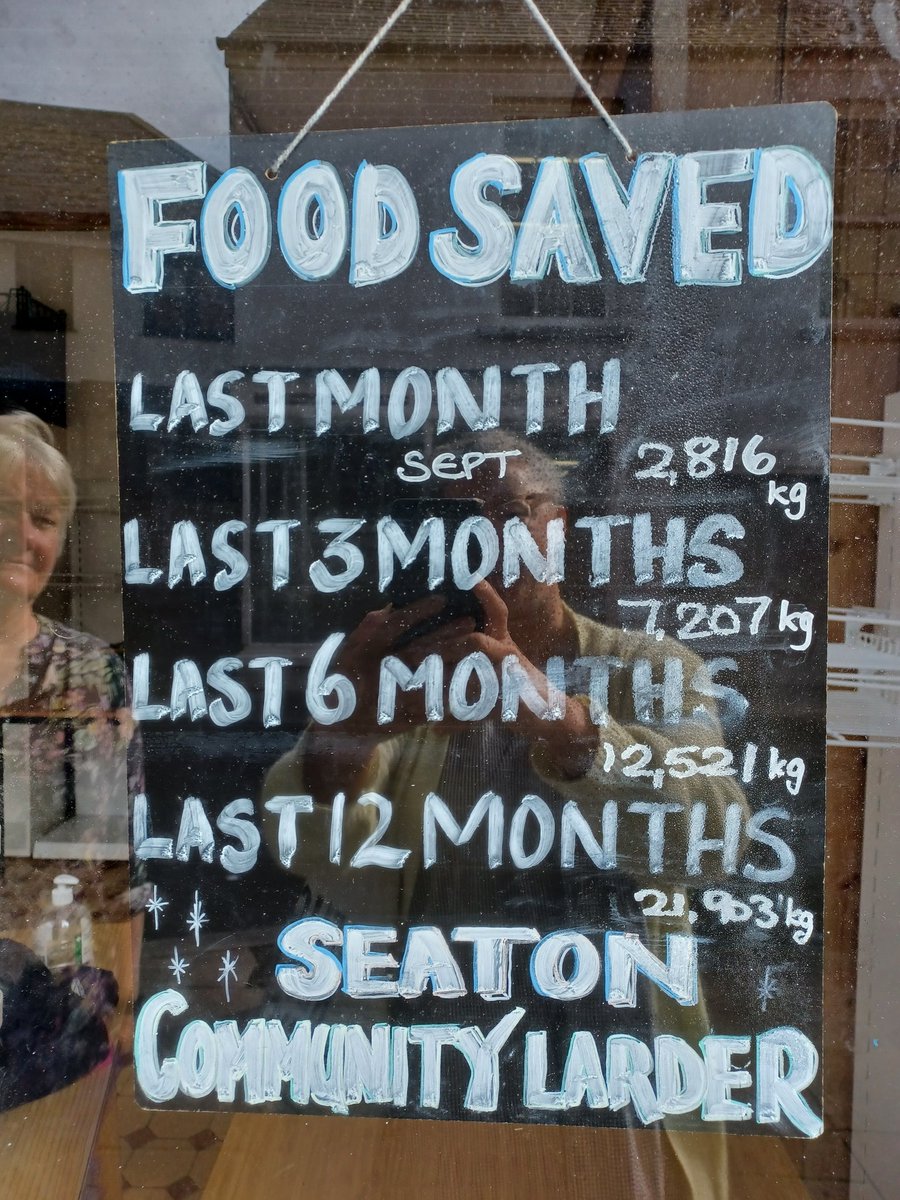 FOOD SAVED
LAST MONTH
SEPT 2,816
kg
LAST 3 MONTHS
7,207 kg
LAST 6 MONTHS
12,521 kg
LAST 12 MONTHS
21,903 kg
SEATON
COMMUNITY LARDER